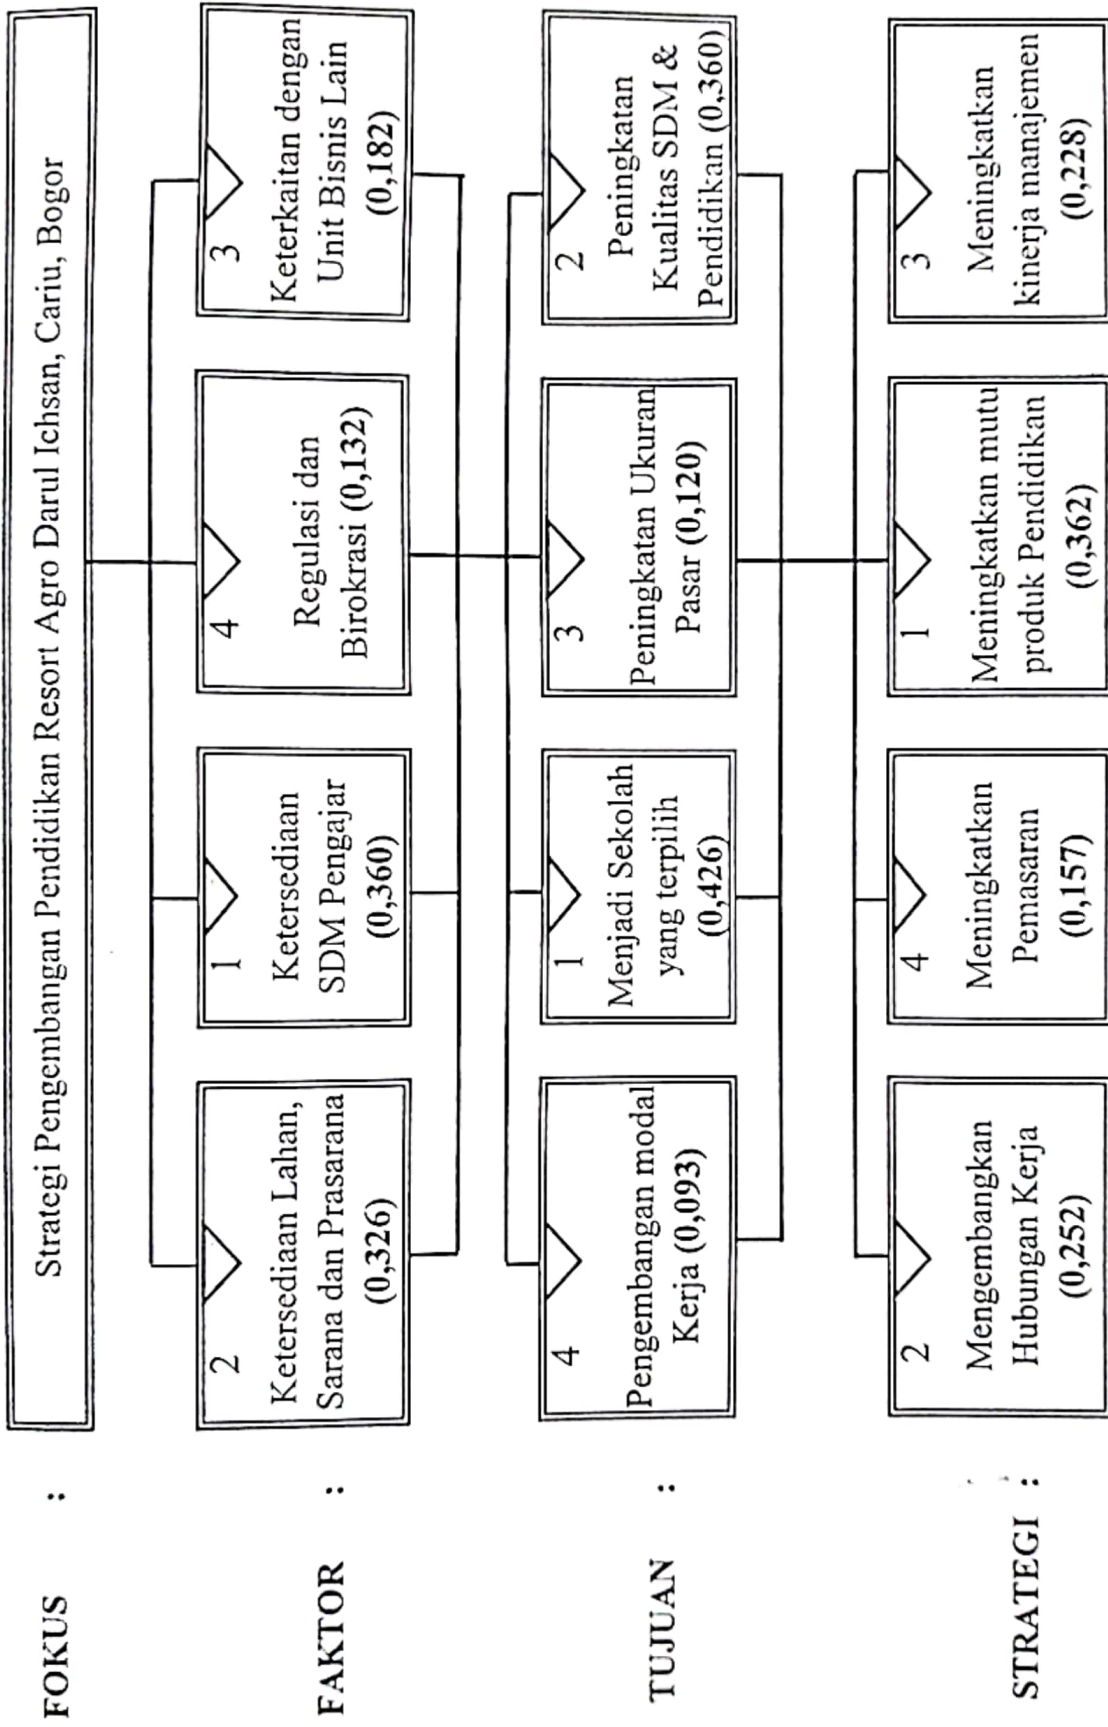 FOKUS :
Strategi Pengembangan Pendidikan Resort Agro Darul Ichsan, Cariu, Bogor
FAKTOR :
2
Ketersediaan Lahan,
Sarana dan Prasarana
(0,326)
1
Ketersediaan
SDM Pengajar
(0,360)
4
Regulasi dan
Birokrasi (0,132)
3
Keterkaitan dengan
Unit Bisnis Lain
(0,182)
TUJUAN :
4
Pengembangan modal
Kerja (0,093)
1
Menjadi Sekolah
yang terpilih
(0,426)
3
Peningkatan Ukuran
Pasar (0,120)
2
Peningkatan
Kualitas SDM &
Pendidikan (0,360)
STRATEGI :
2
Mengembangkan
Hubungan Kerja
(0,252)
4
Meningkatkan
Pemasaran
(0,157)
1
Meningkatkan mutu
produk Pendidikan
(0,362)
3
Meningkatkan
kinerja manajemen
(0,228)